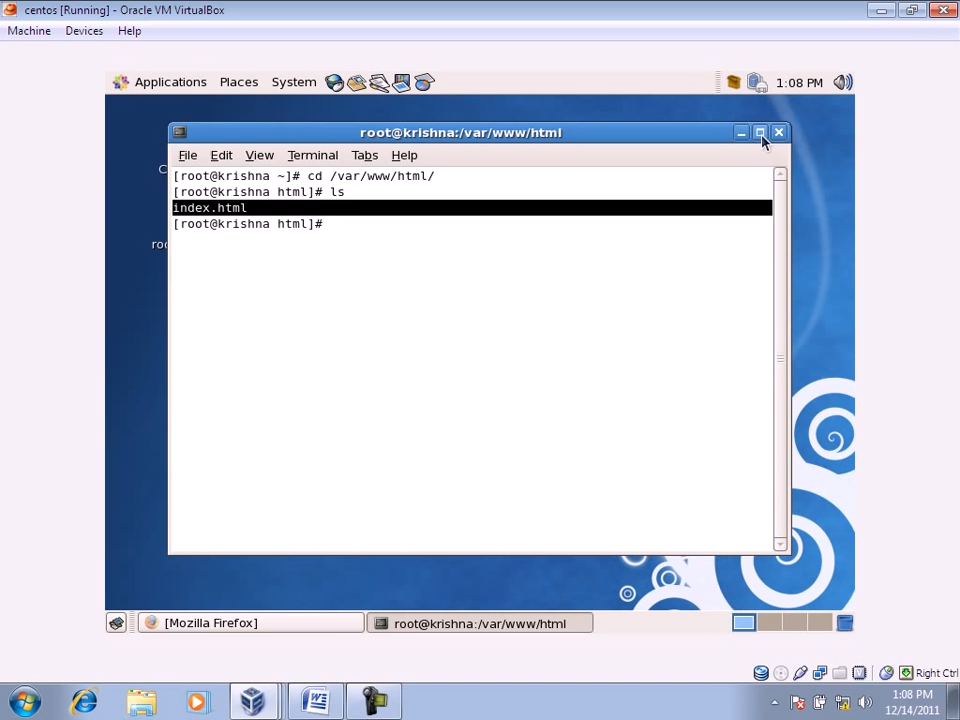 centos [Running] - Oracle VM VirtualBox
Machine Devices Help
Applications Places System 1:08 PM
root@krishna:/var/www/html
File Edit View Terminal Tabs Help
[root@krishna ~]# cd /var/www/html/
[root@krishna html]# ls
index.html
[root@krishna html]#
C
roo
[Mozilla Firefox] root@krishna:/var/www/html
Right Ctrl
1:08 PM
12/14/2011